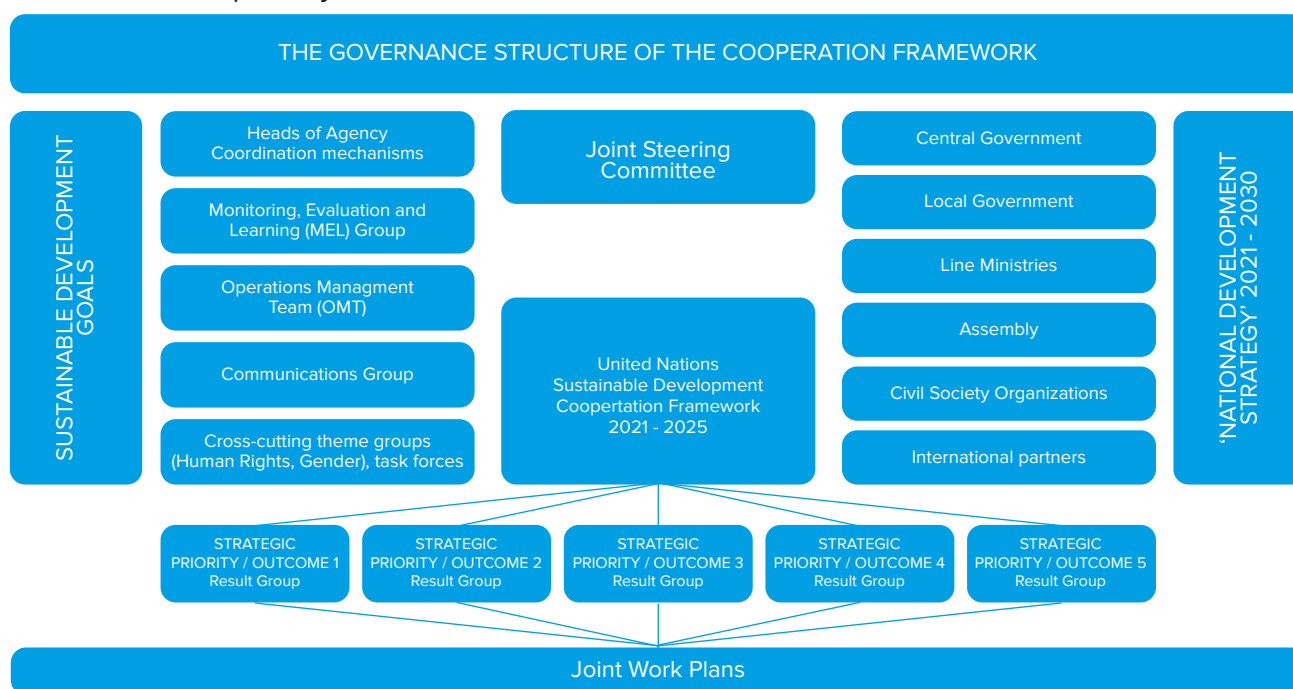 THE GOVERNANCE STRUCTURE OF THE COOPERATION FRAMEWORK
SUSTAINABLE DEVELOPMENT
GOALS
Heads of Agency
Coordination mechanisms
Monitoring, Evaluation and
Learning (MEL) Group
Operations Managment
Team (OMT)
Communications Group
Cross-cutting theme groups
(Human Rights, Gender), task forces
Joint Steering
Committee
United Nations
Sustainable Development
Coopertation Framework
2021 - 2025
Central Government
Local Government
Line Ministries
Assembly
Civil Society Organizations
International partners
‘NATIONAL DEVELOPMENT
STRATEGY’ 2021 - 2030
STRATEGIC
PRIORITY / OUTCOME 1
Result Group
STRATEGIC
PRIORITY / OUTCOME 2
Result Group
STRATEGIC
PRIORITY / OUTCOME 3
Result Group
STRATEGIC
PRIORITY / OUTCOME 4
Result Group
STRATEGIC
PRIORITY / OUTCOME 5
Result Group
Joint Work Plans